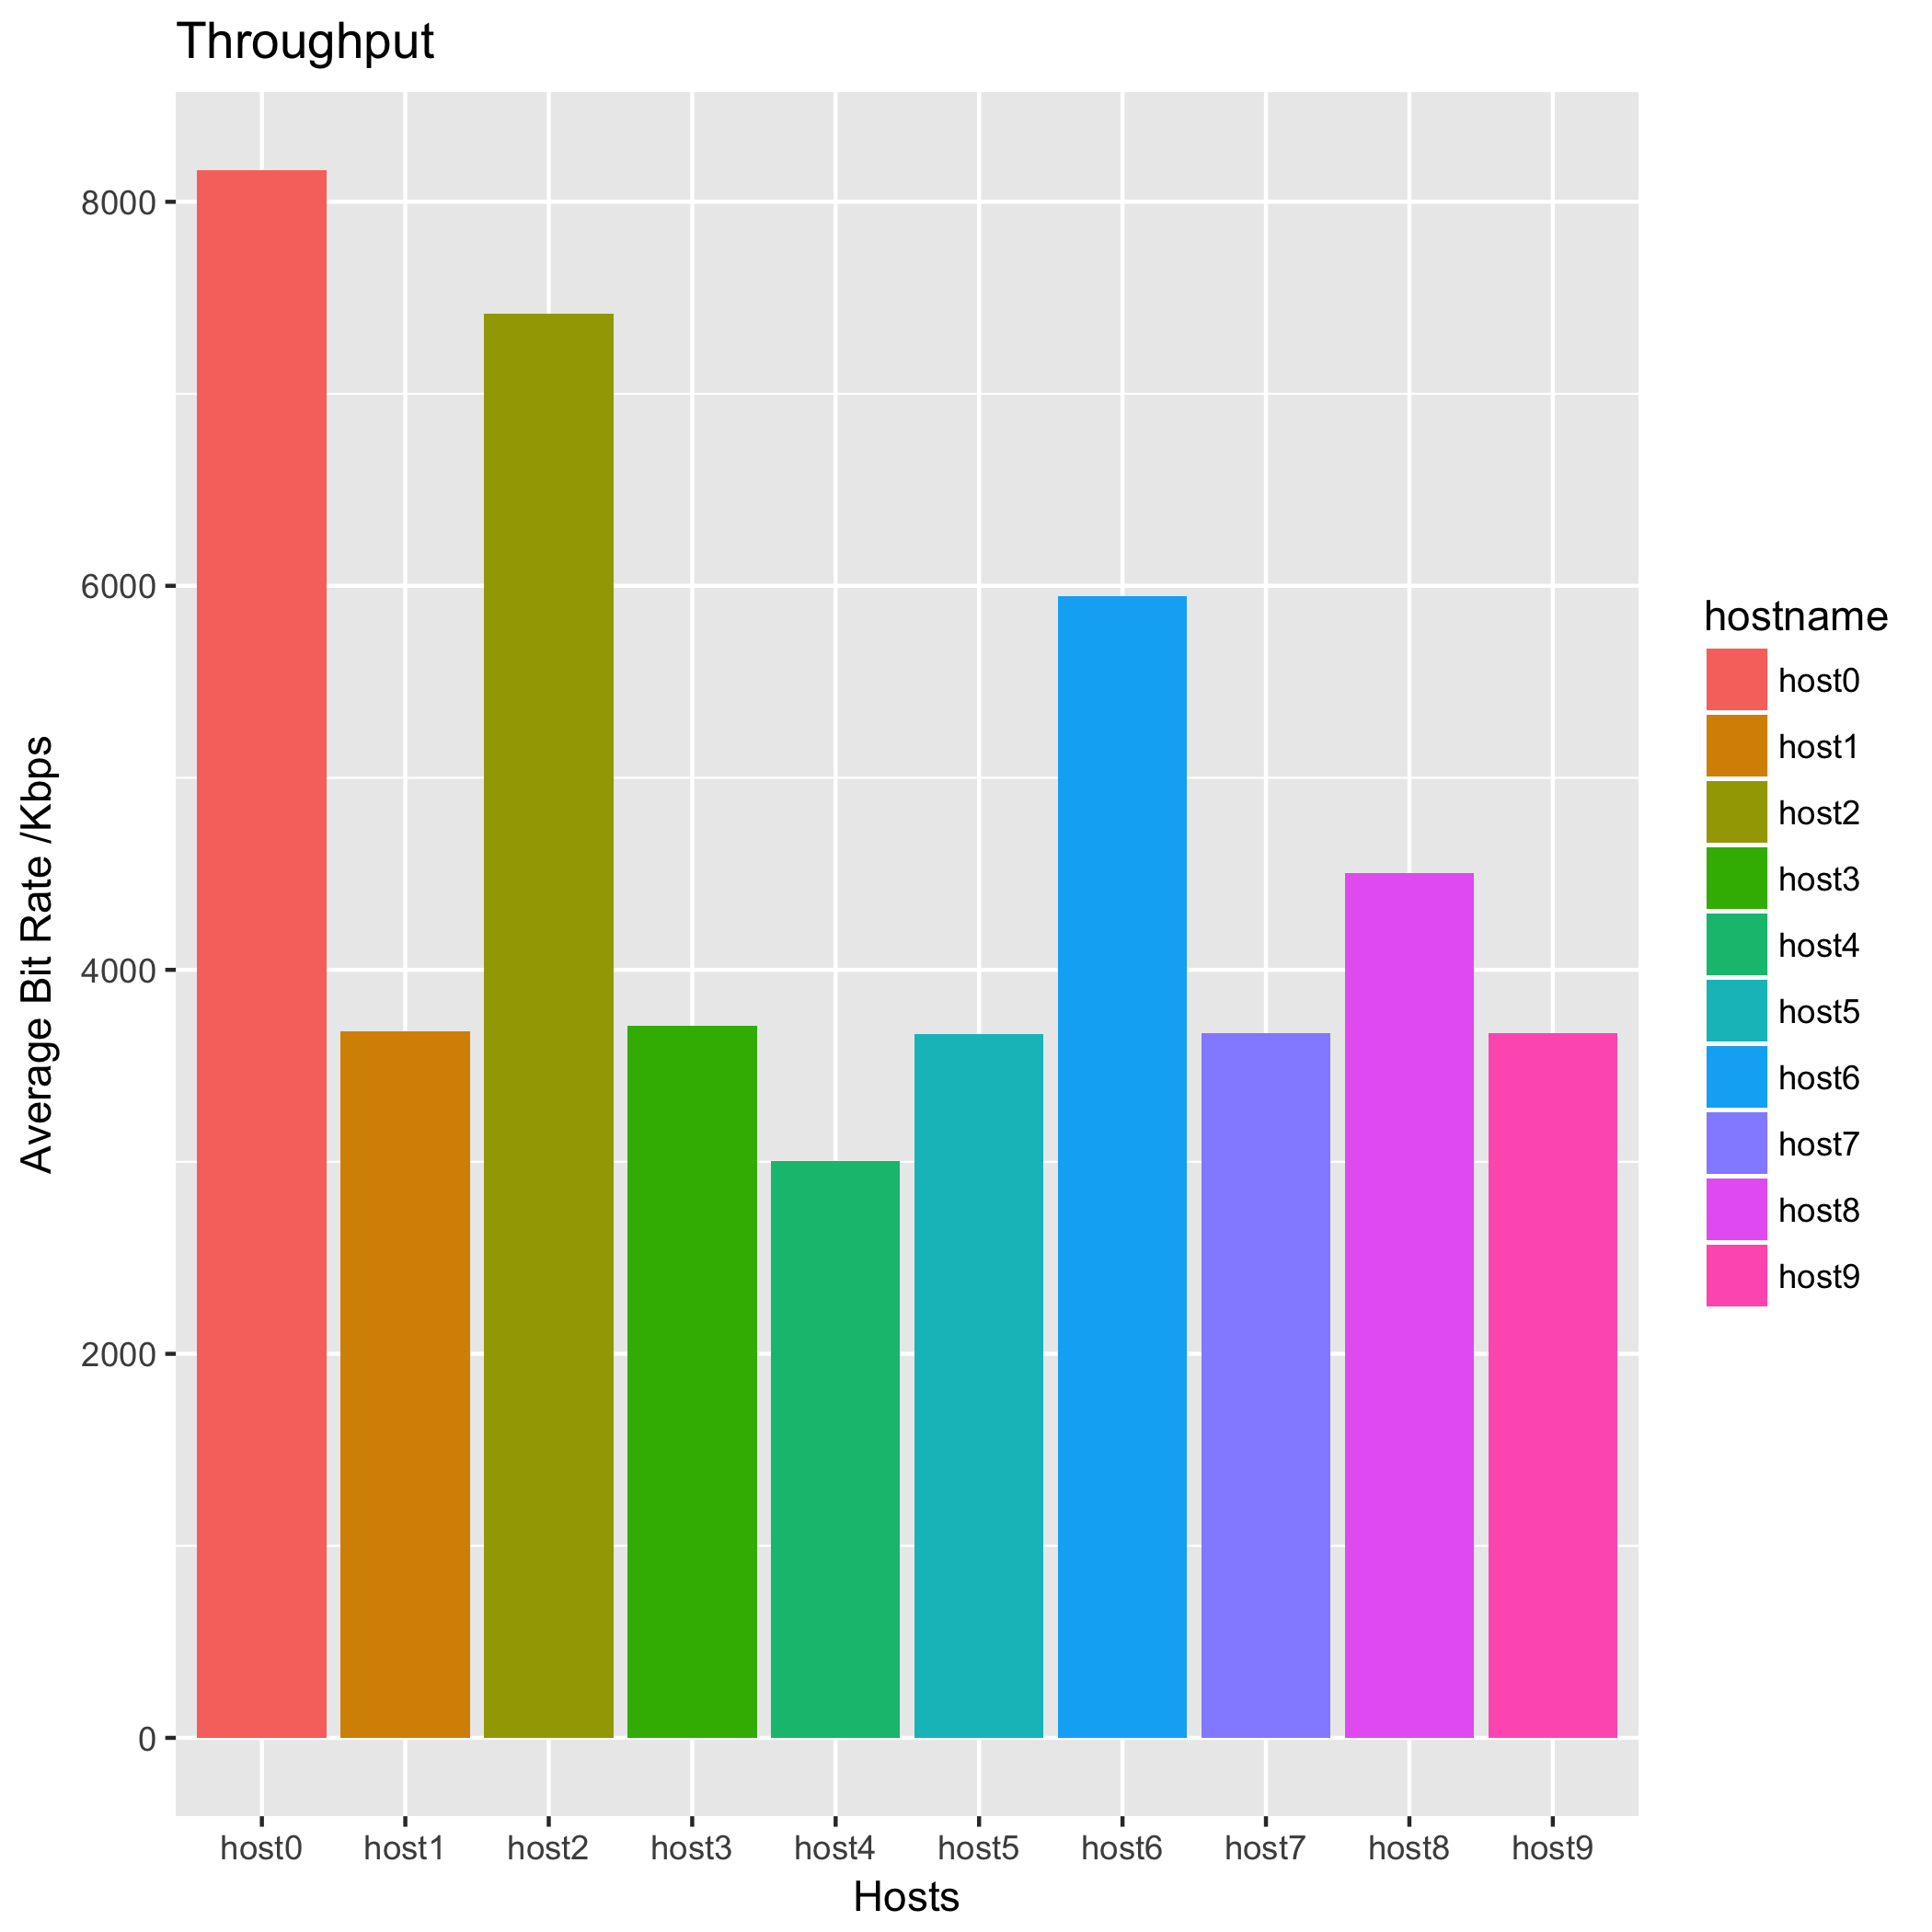 Throughput
Average Bit Rate /Kbps
8000
6000
4000
2000
0
host0 host1 host2 host3 host4 host5 host6 host7 host8 host9
Hosts
hostname
host0
host1
host2
host3
host4
host5
host6
host7
host8
host9